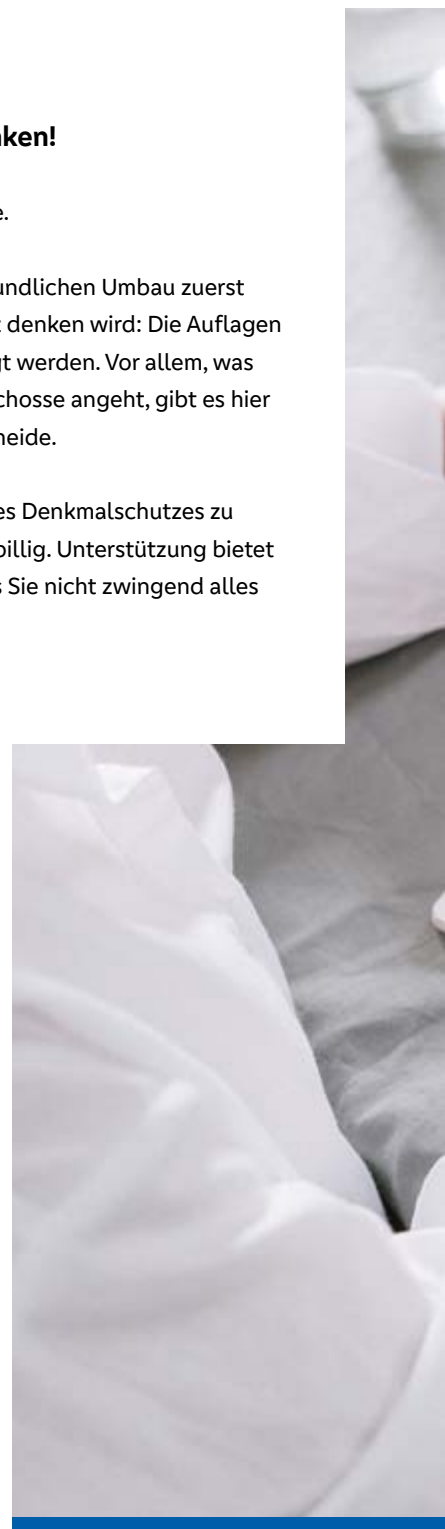 ken!
e.
undlichen Umbau zuerst
t denken wird: Die Auflagen
gt werden. Vor allem, was
chosse angeht, gibt es hier
heide.
es Denkmalschutzes zu
billig. Unterstützung bietet
s Sie nicht zwingend alles